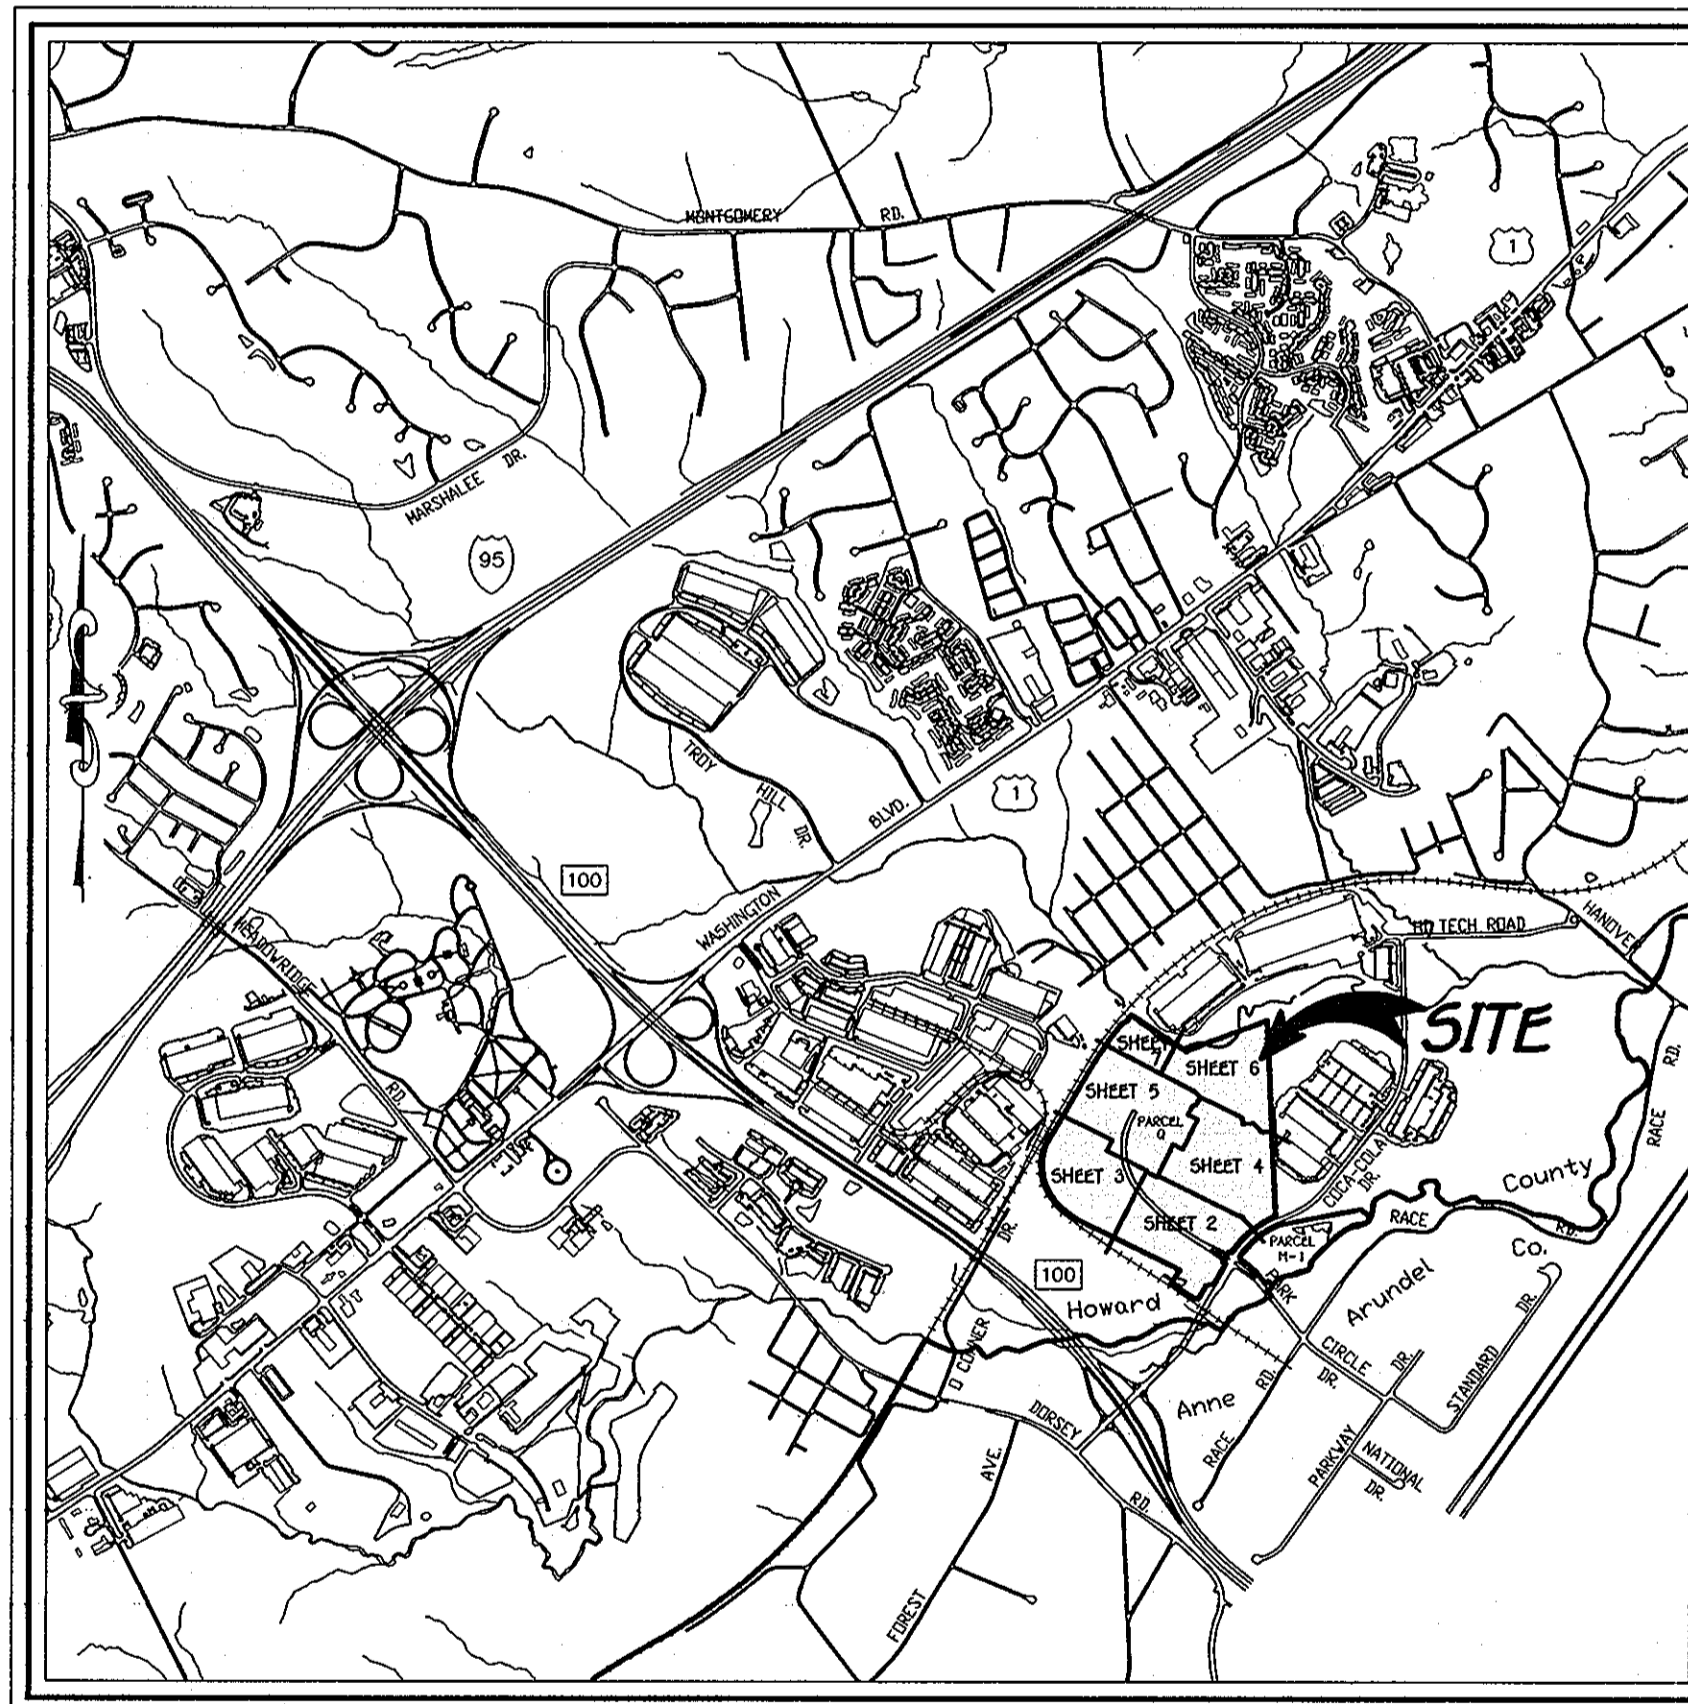 MONTGOMERY RD.
1
MARSHALEE DR.
95
TROY HILL DR.
BLVD.
1
100
WASHINGTON
HANOVER
RD.
TECH ROAD
MEADOWRIDGE
RD.
SITE
SHEET 7
SHEET 6
SHEET 5
PARCEL
Q
SHEET 3
SHEET 4
COCA-COLA
DR.
RACE
RD.
County
SHEET 2
RACE
RD.
PARCEL
M-1
Co.
DR.
100
Howard
PARK
CIRCLE
DR.
DR.
Arundel
STANDARD
DR.
O CONNER
Anne
RACE
RD.
DORSEY
RD.
AVE.
PARKWAY
NATIONAL
DR.
FOREST